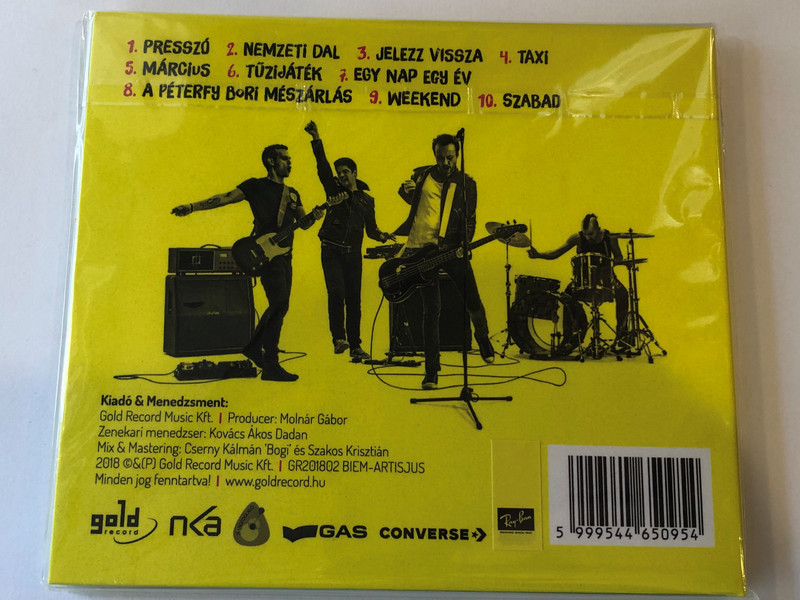 1. PRESSZÓ 2. NEMZETI DAL 3. JELEZZ VISSZA 4. TAXI
5. MÁRCIUS 6. TŰZIJÁTÉK 7. EGY NAP EGY ÉV
8. A PÉTERFY BORI MÉSZÁRLÁS 9. WEEKEND 10. SZABAD
Kiadó & Menedzsment:
Gold Record Music Kft. | Producer: Molnár Gábor
Zenekari menedzser: Kovács Ákos Dadan
Mix & Mastering: Cserny Kálmán 'Bogi' és Szakos Krisztián
2018 ©&(P) Gold Record Music Kft. | GR201802 BIEM-ARTISJUS
Minden jog fenntartva! | www.goldrecord.hu
gold record nka GAS CONVERSE Ray-Ban
5 999544 650954